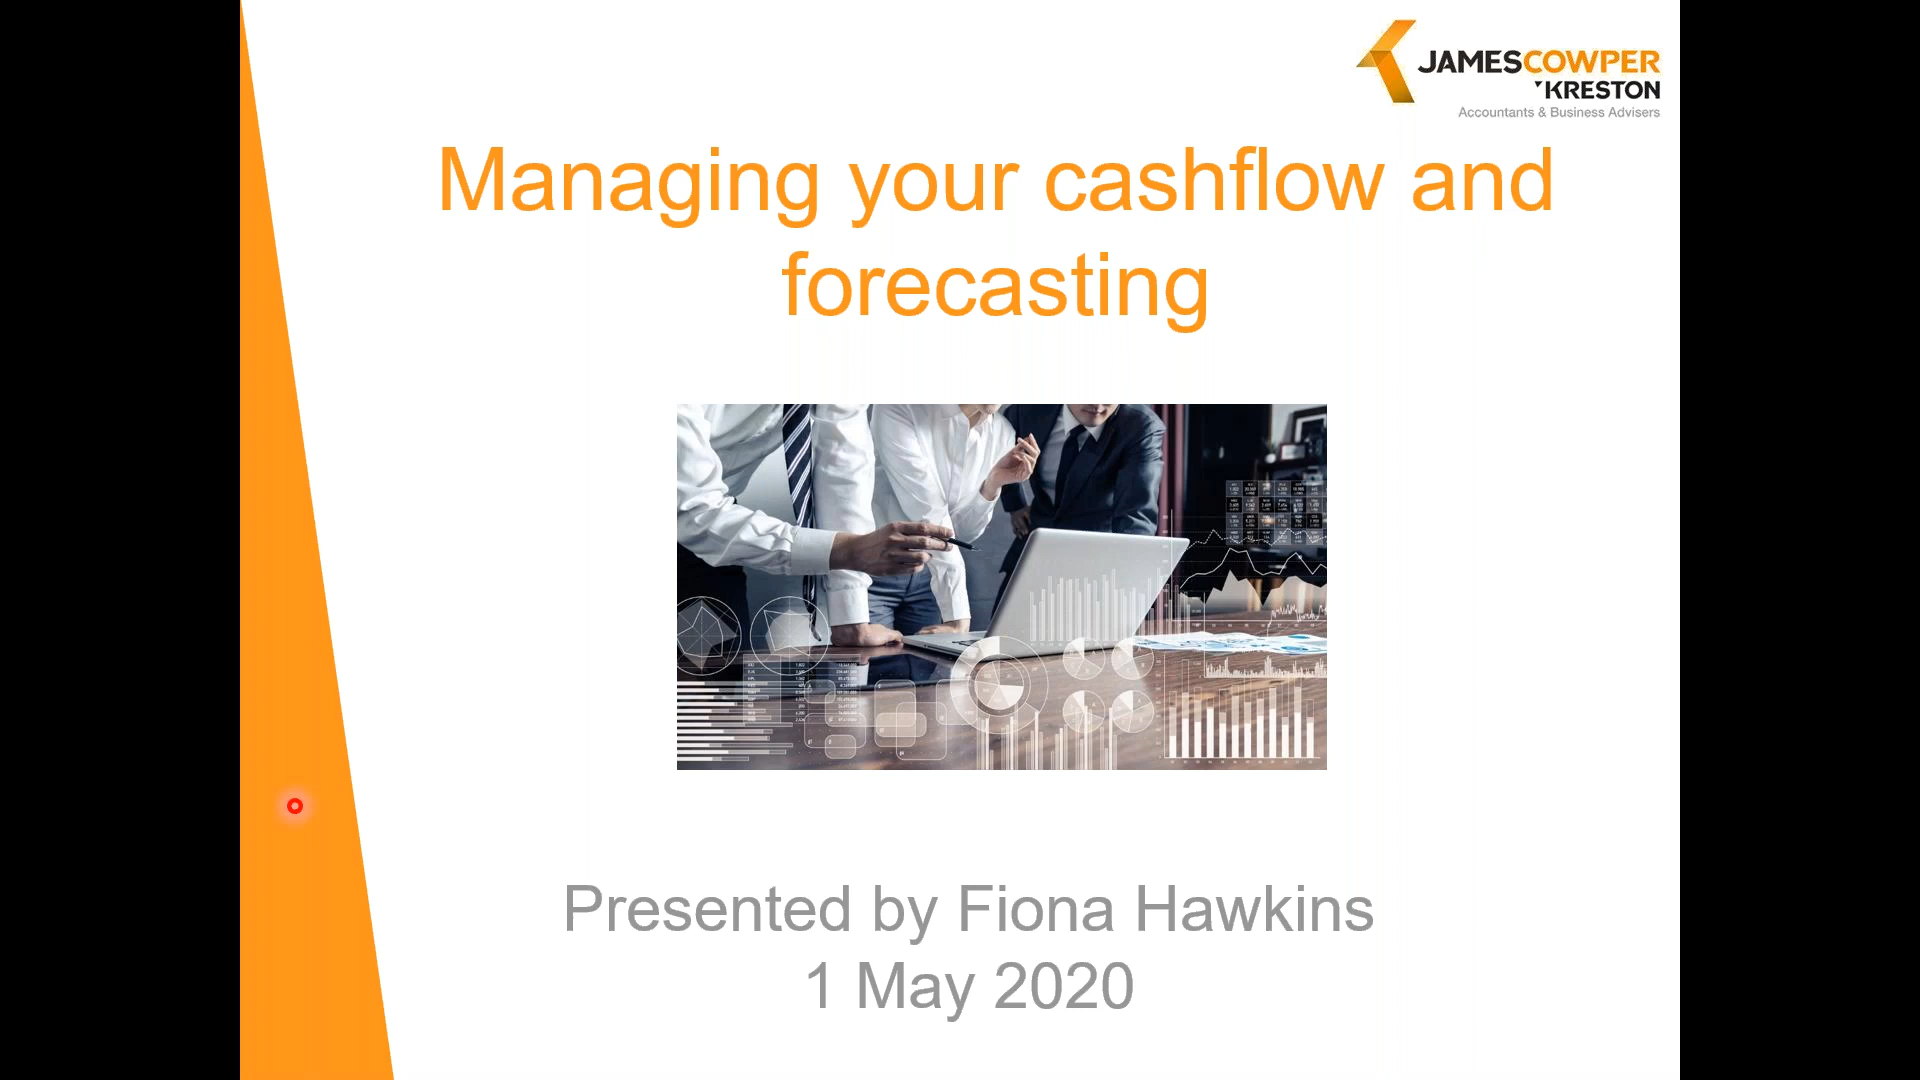 JAMESCOWPER
KRESTON
Accountants & Business Advisers
Managing your cashflow and
forecasting
Presented by Fiona Hawkins
1 May 2020